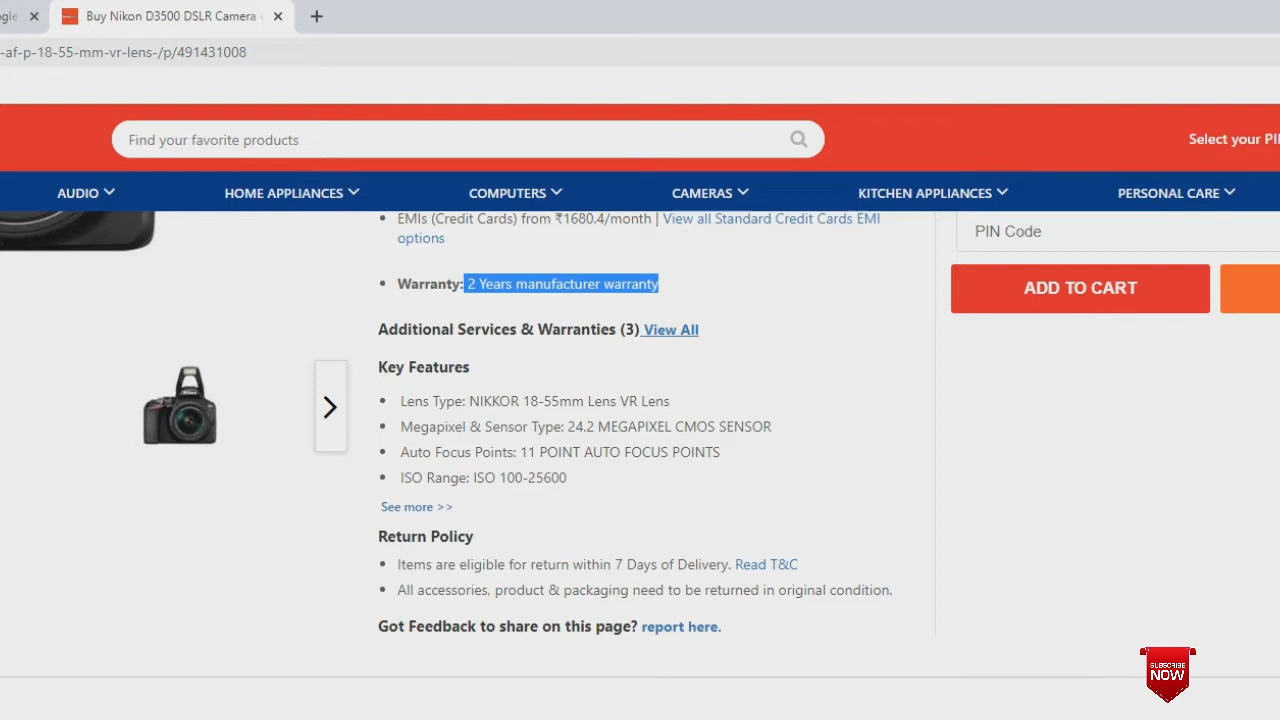 gle
Buy Nikon D3500 DSLR Camera
-af-p-18-55-mm-vr-lens-/p/491431008
Find your favorite products
Select your PI
AUDIO HOME APPLIANCES COMPUTERS CAMERAS KITCHEN APPLIANCES PERSONAL CARE
EMIs (Credit Cards) from ₹1680.4/month | View all Standard Credit Cards EMI
options
PIN Code
Warranty: 2 Years manufacturer warranty
ADD TO CART
Additional Services & Warranties (3) View All
Key Features
Lens Type: NIKKOR 18-55mm Lens VR Lens
Megapixel & Sensor Type: 24.2 MEGAPIXEL CMOS SENSOR
Auto Focus Points: 11 POINT AUTO FOCUS POINTS
ISO Range: ISO 100-25600
See more >>
Return Policy
Items are eligible for return within 7 Days of Delivery. Read T&C
All accessories, product & packaging need to be returned in original condition.
Got Feedback to share on this page? report here.
SUBSCRIBE
NOW